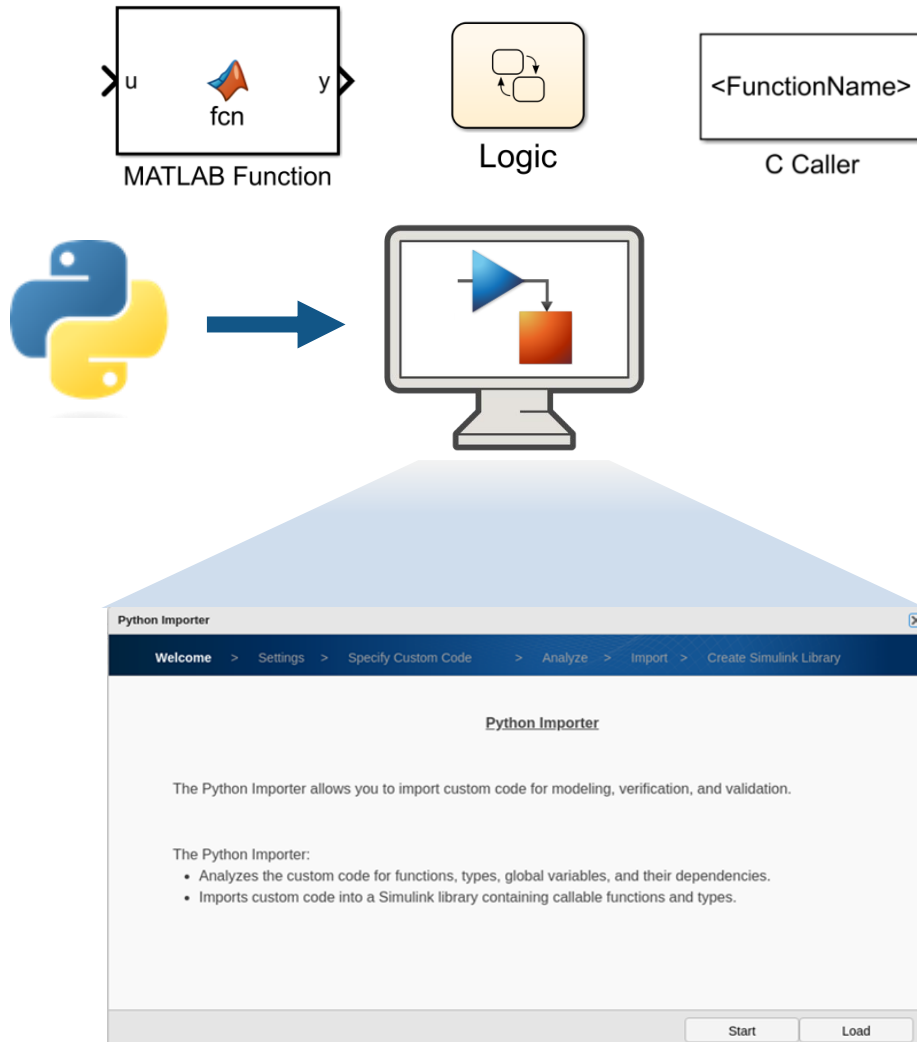 u
y
fcn
MATLAB Function
Logic
<FunctionName>
C Caller
Python Importer
Welcome > Settings > Specify Custom Code > Analyze > Import > Create Simulink Library
Python Importer
The Python Importer allows you to import custom code for modeling, verification, and validation.
The Python Importer:
• Analyzes the custom code for functions, types, global variables, and their dependencies.
• Imports custom code into a Simulink library containing callable functions and types.
Start
Load